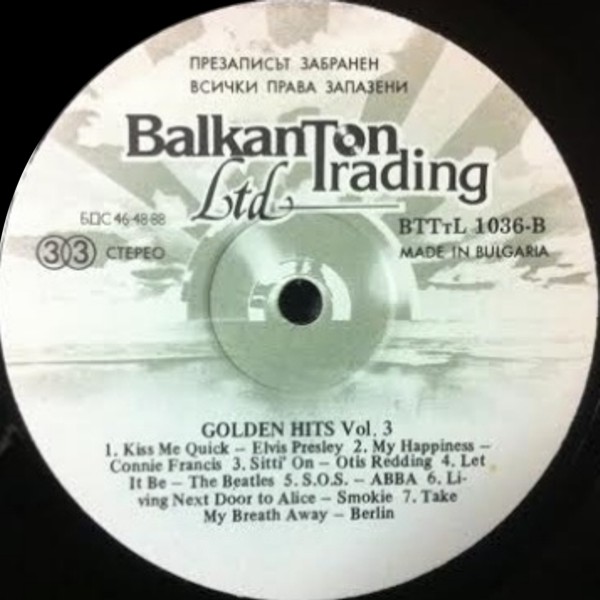 ПРЕЗАПИСЪТ ЗАБРАНЕН
ВСИЧКИ ПРАВА ЗАПАЗЕНИ
BalkanTon
Trading
Ltd
БДС 46-48-88
BTTтL 1036-B
33 СТЕРЕО
MADE IN BULGARIA
GOLDEN HITS Vol. 3
1. Kiss Me Quick – Elvis Presley 2. My Happiness –
Connie Francis 3. Sitti' On – Otis Redding 4. Let
It Be – The Beatles 5. S.O.S. – ABBA 6. Li-
ving Next Door to Alice – Smokie 7. Take
My Breath Away – Berlin